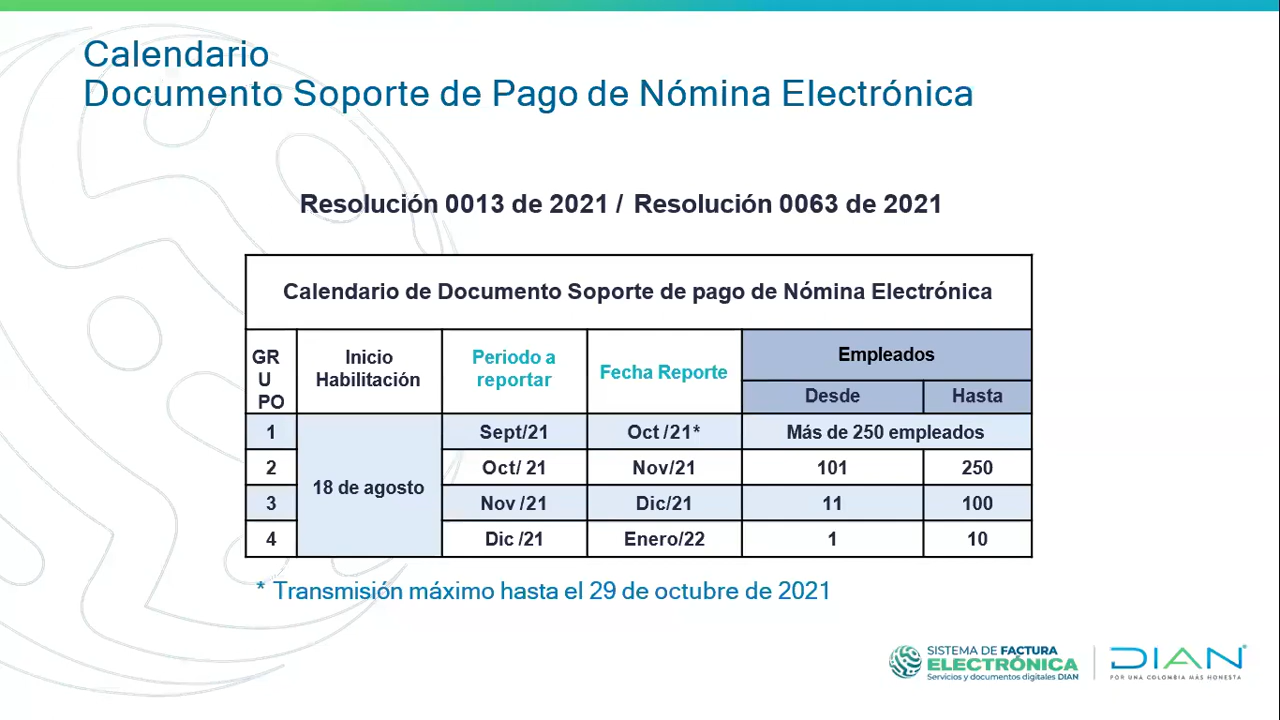 Calendario
Documento Soporte de Pago de Nómina Electrónica
Resolución 0013 de 2021 / Resolución 0063 de 2021
Calendario de Documento Soporte de pago de Nómina Electrónica
GR
U
PO
Inicio
Habilitación
Periodo a
reportar
Fecha Reporte
Empleados
Desde
Hasta
1
Sept/21
Oct /21*
Más de 250 empleados
2
Oct/ 21
Nov/21
101
250
18 de agosto
3
Nov /21
Dic/21
11
100
4
Dic /21
Enero/22
1
10
* Transmisión máximo hasta el 29 de octubre de 2021
SISTEMA DE FACTURA
ELECTRÓNICA
Servicios y documentos digitales DIAN
DIAN®
POR UNA COLOMBIA MÁS HONESTA